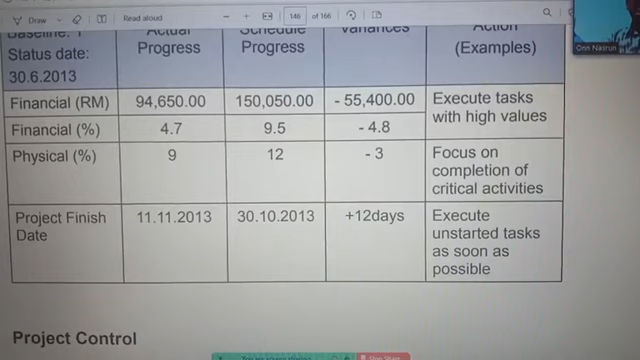 Draw
Read aloud
146 of 166
Onn Nasrun
Baseline: 1 Actual Schedule Variances Action
Status date: Progress Progress (Examples)
30.6.2013
Financial (RM) 94,650.00 150,050.00 - 55,400.00 Execute tasks
with high values
Financial (%) 4.7 9.5 - 4.8
Physical (%) 9 12 - 3 Focus on
completion of
critical activities
Project Finish 11.11.2013 30.10.2013 +12days Execute
Date unstarted tasks
as soon as
possible
Project Control